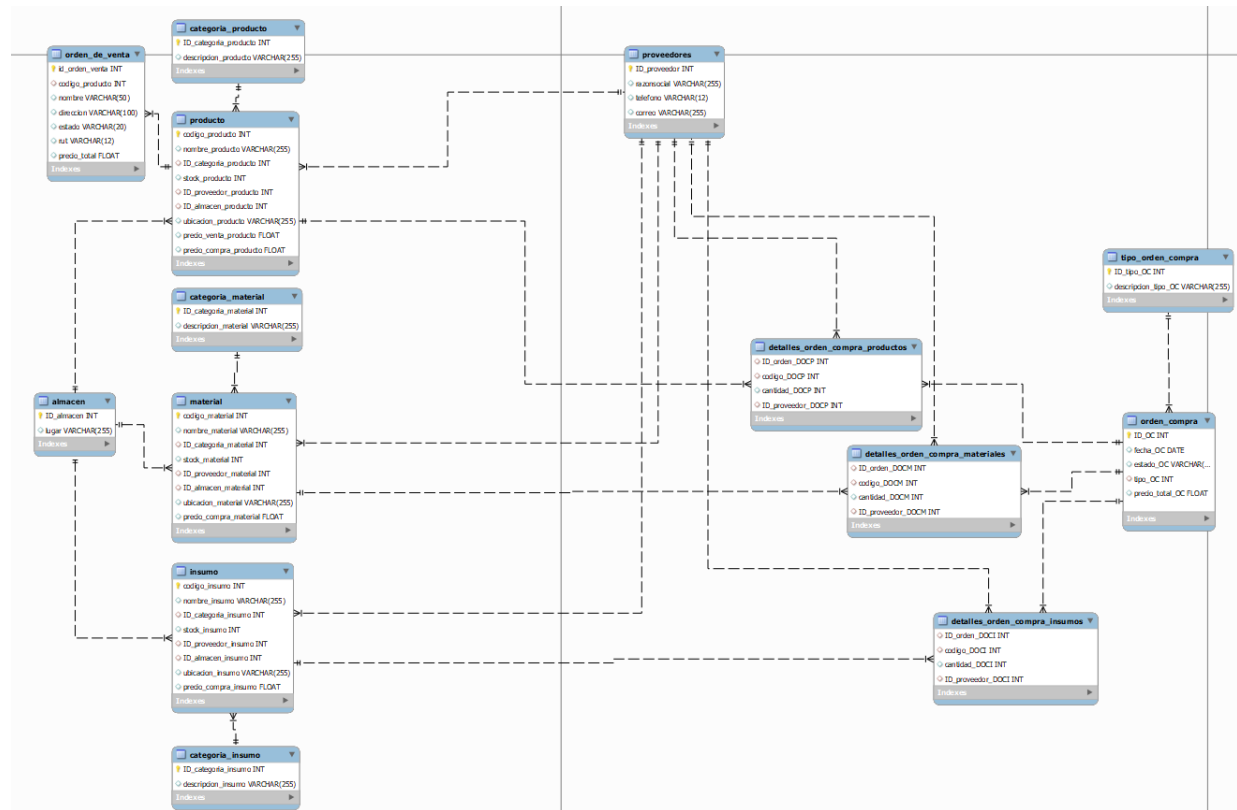 categoria_producto
ID_categoria_producto INT
descripcion_producto VARCHAR(255)
Indexes
orden_de_venta
id_orden_venta INT
codigo_producto INT
nombre VARCHAR(50)
direccion VARCHAR(100)
estado VARCHAR(20)
rut VARCHAR(12)
precio_total FLOAT
Indexes
proveedores
ID_proveedor INT
razonsocial VARCHAR(255)
telefono VARCHAR(12)
correo VARCHAR(255)
Indexes
producto
codigo_producto INT
nombre_producto VARCHAR(255)
ID_categoria_producto INT
stock_producto INT
ID_proveedor_producto INT
ID_almacen_producto INT
ubicacion_producto VARCHAR(255)
precio_venta_producto FLOAT
precio_compra_producto FLOAT
Indexes
tipo_orden_compra
ID_tipo_OC INT
descripcion_tipo_OC VARCHAR(255)
Indexes
categoria_material
ID_categoria_material INT
descripcion_material VARCHAR(255)
Indexes
detalles_orden_compra_productos
ID_orden_DOCP INT
codigo_DOCP INT
cantidad_DOCP INT
ID_proveedor_DOCP INT
Indexes
almacen
ID_almacen INT
lugar VARCHAR(255)
Indexes
material
codigo_material INT
nombre_material VARCHAR(255)
ID_categoria_material INT
stock_material INT
ID_proveedor_material INT
ID_almacen_material INT
ubicacion_material VARCHAR(255)
precio_compra_material FLOAT
Indexes
orden_compra
ID_OC INT
fecha_OC DATE
estado_OC VARCHAR(...
tipo_OC INT
precio_total_OC FLOAT
Indexes
detalles_orden_compra_materiales
ID_orden_DOCM INT
codigo_DOCM INT
cantidad_DOCM INT
ID_proveedor_DOCM INT
Indexes
insumo
codigo_insumo INT
nombre_insumo VARCHAR(255)
ID_categoria_insumo INT
stock_insumo INT
ID_proveedor_insumo INT
ID_almacen_insumo INT
ubicacion_insumo VARCHAR(255)
precio_compra_insumo FLOAT
Indexes
detalles_orden_compra_insumos
ID_orden_DOCI INT
codigo_DOCI INT
cantidad_DOCI INT
ID_proveedor_DOCI INT
Indexes
categoria_insumo
ID_categoria_insumo INT
descripcion_insumo VARCHAR(255)
Indexes